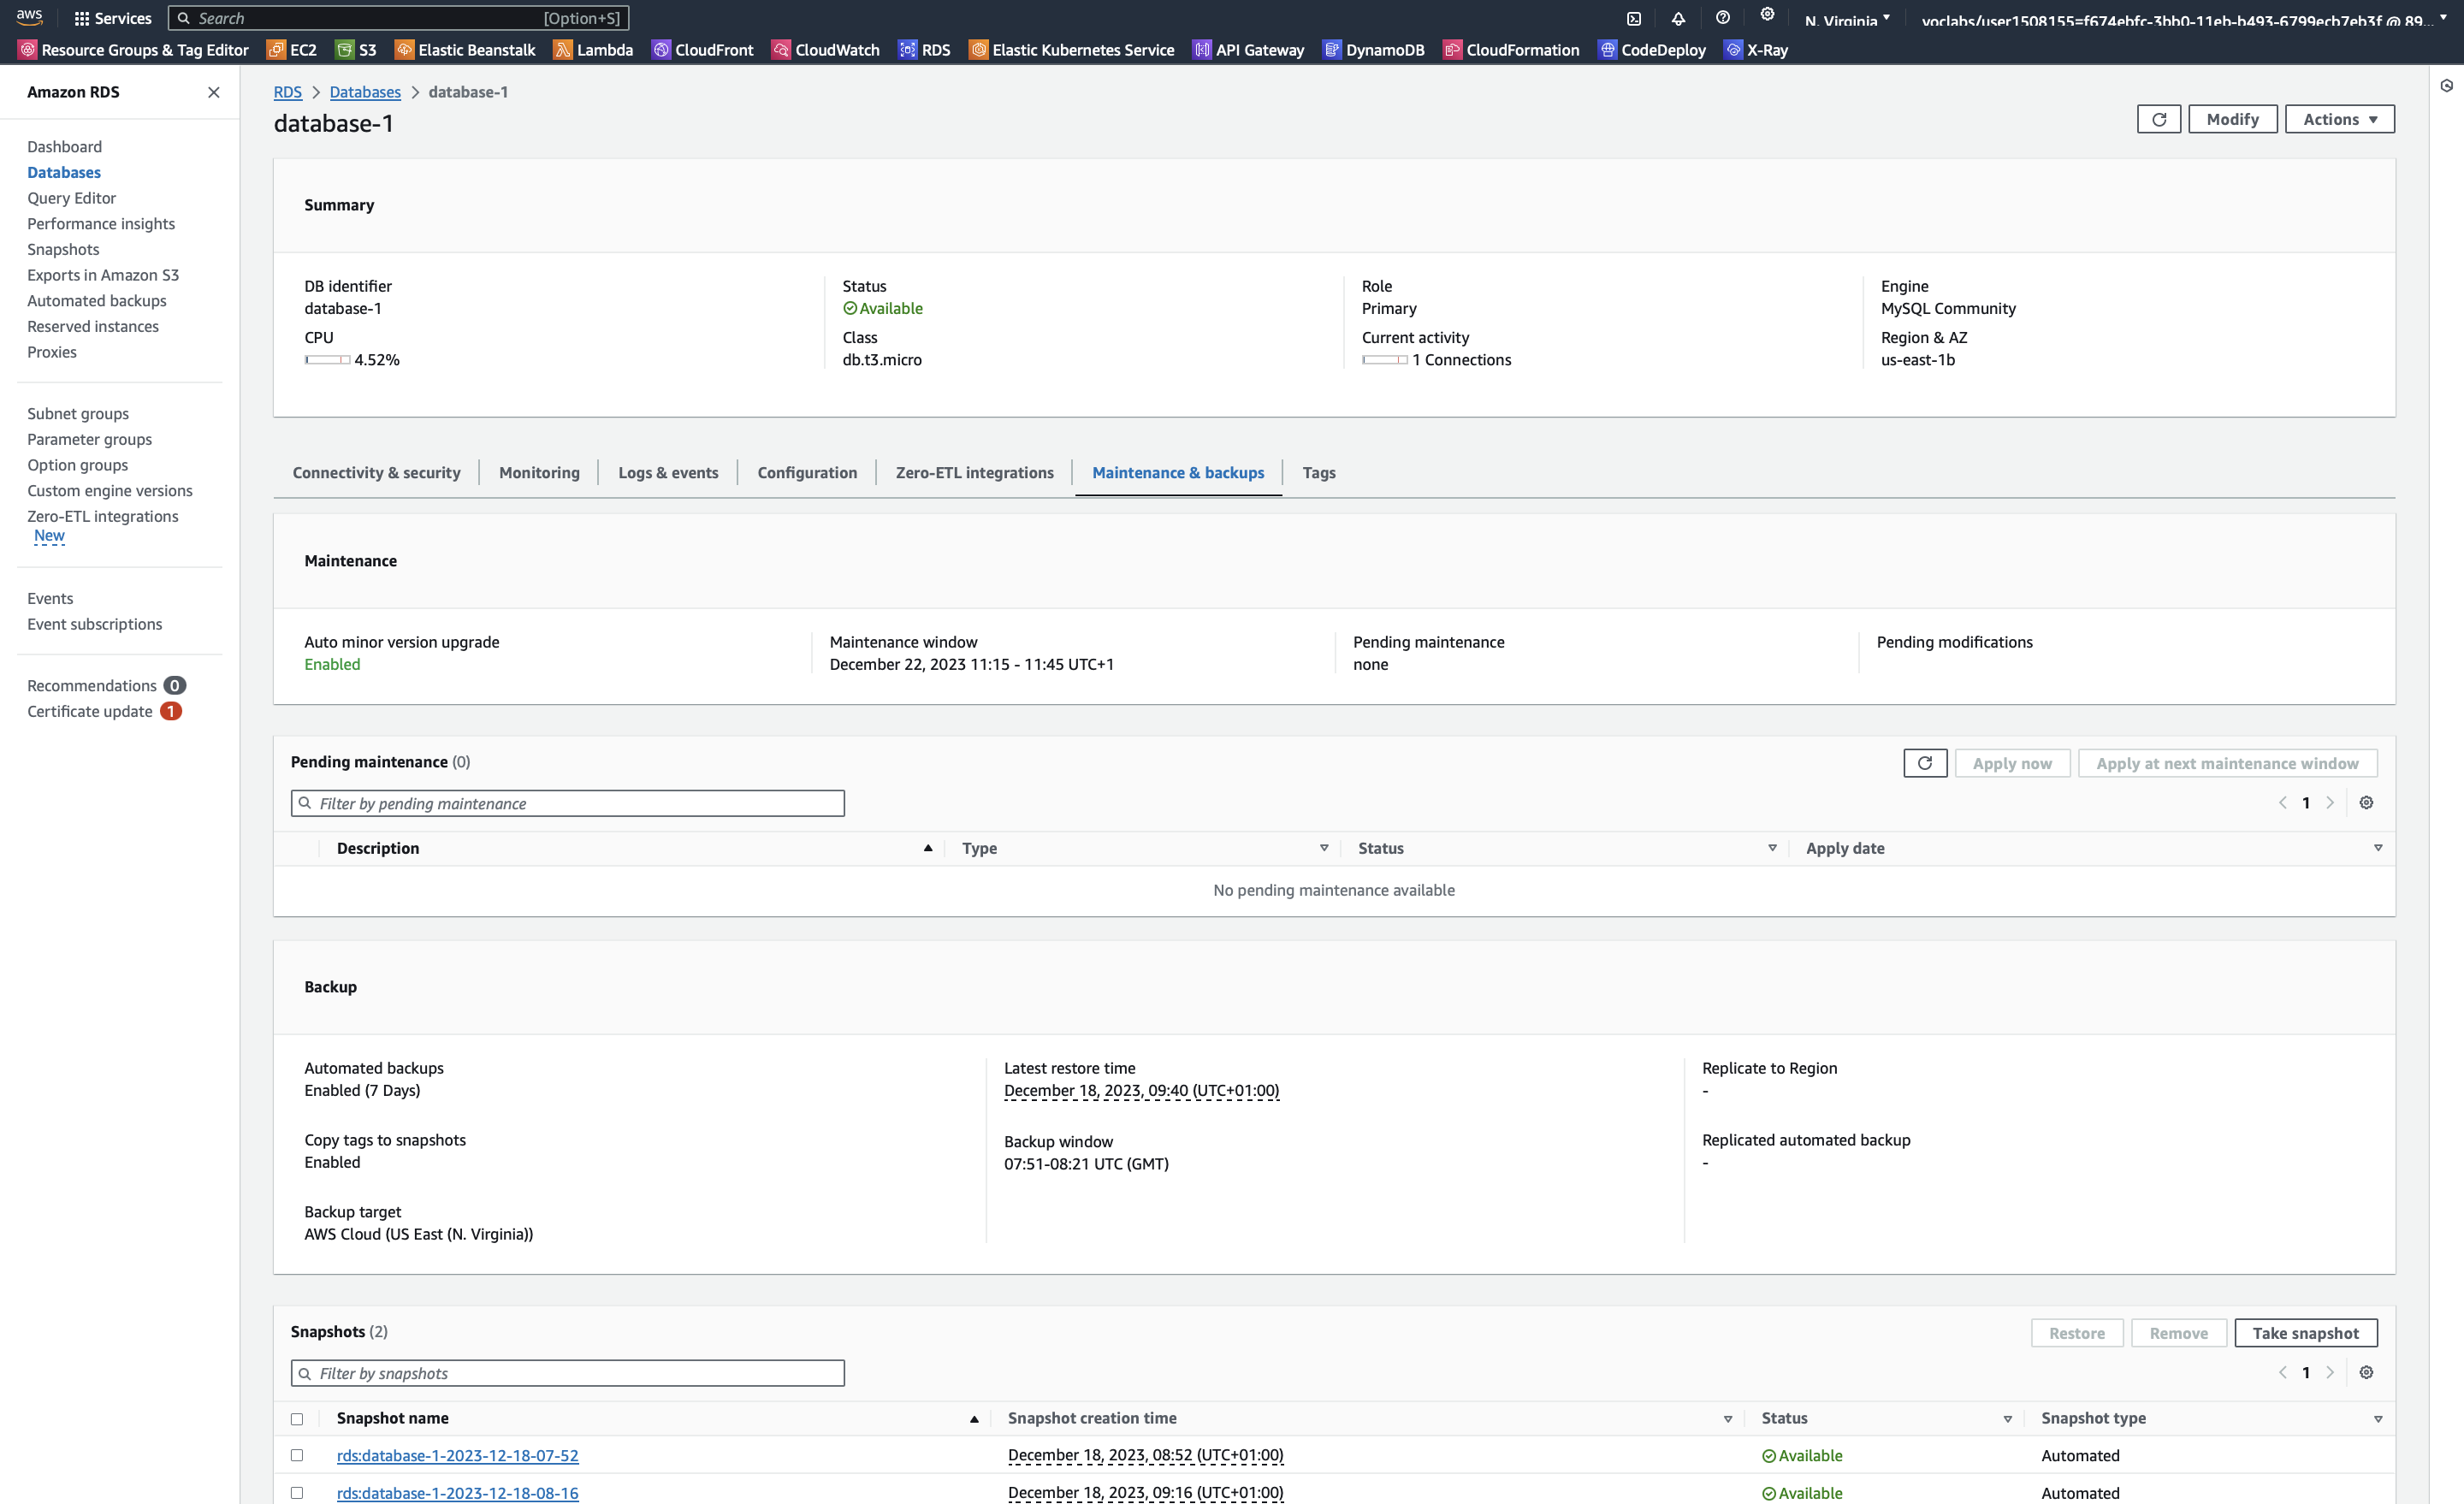 aws
Services
Search [Option+S]
N. Virginia
Resource Groups & Tag Editor EC2 S3 Elastic Beanstalk Lambda CloudFront CloudWatch RDS Elastic Kubernetes Service API Gateway DynamoDB CloudFormation CodeDeploy X-Ray
Amazon RDS
Dashboard
Databases
Query Editor
Performance insights
Snapshots
Exports in Amazon S3
Automated backups
Reserved instances
Proxies
Subnet groups
Parameter groups
Option groups
Custom engine versions
Zero-ETL integrations
New
Events
Event subscriptions
Recommendations 0
Certificate update 1
RDS > Databases > database-1
database-1
Modify
Actions
Summary
DB identifier
database-1
CPU
4.52%
Status
Available
Class
db.t3.micro
Role
Primary
Current activity
1 Connections
Engine
MySQL Community
Region & AZ
us-east-1b
Connectivity & security Monitoring Logs & events Configuration Zero-ETL integrations Maintenance & backups Tags
Maintenance
Auto minor version upgrade
Enabled
Maintenance window
December 22, 2023 11:15 - 11:45 UTC+1
Pending maintenance
none
Pending modifications
Pending maintenance (0)
Apply now
Apply at next maintenance window
Filter by pending maintenance
1
Description Type Status Apply date
No pending maintenance available
Backup
Automated backups
Enabled (7 Days)
Copy tags to snapshots
Enabled
Backup target
AWS Cloud (US East (N. Virginia))
Latest restore time
December 18, 2023, 09:40 (UTC+01:00)
Backup window
07:51-08:21 UTC (GMT)
Replicate to Region
-
Replicated automated backup
-
Snapshots (2)
Restore
Remove
Take snapshot
Filter by snapshots
1
Snapshot name Snapshot creation time Status Snapshot type
rds:database-1-2023-12-18-07-52 December 18, 2023, 08:52 (UTC+01:00) Available Automated
rds:database-1-2023-12-18-08-16 December 18, 2023, 09:16 (UTC+01:00) Available Automated